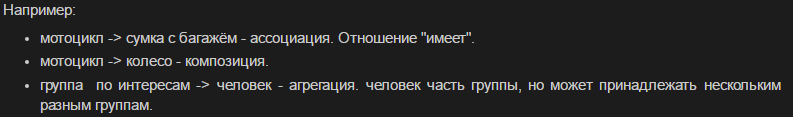 Например:
мотоцикл -> сумка с багажём - ассоциация. Отношение "имеет".
мотоцикл -> колесо - композиция.
группа по интересам -> человек - агрегация. человек часть группы, но может принадлежать нескольким
разным группам.